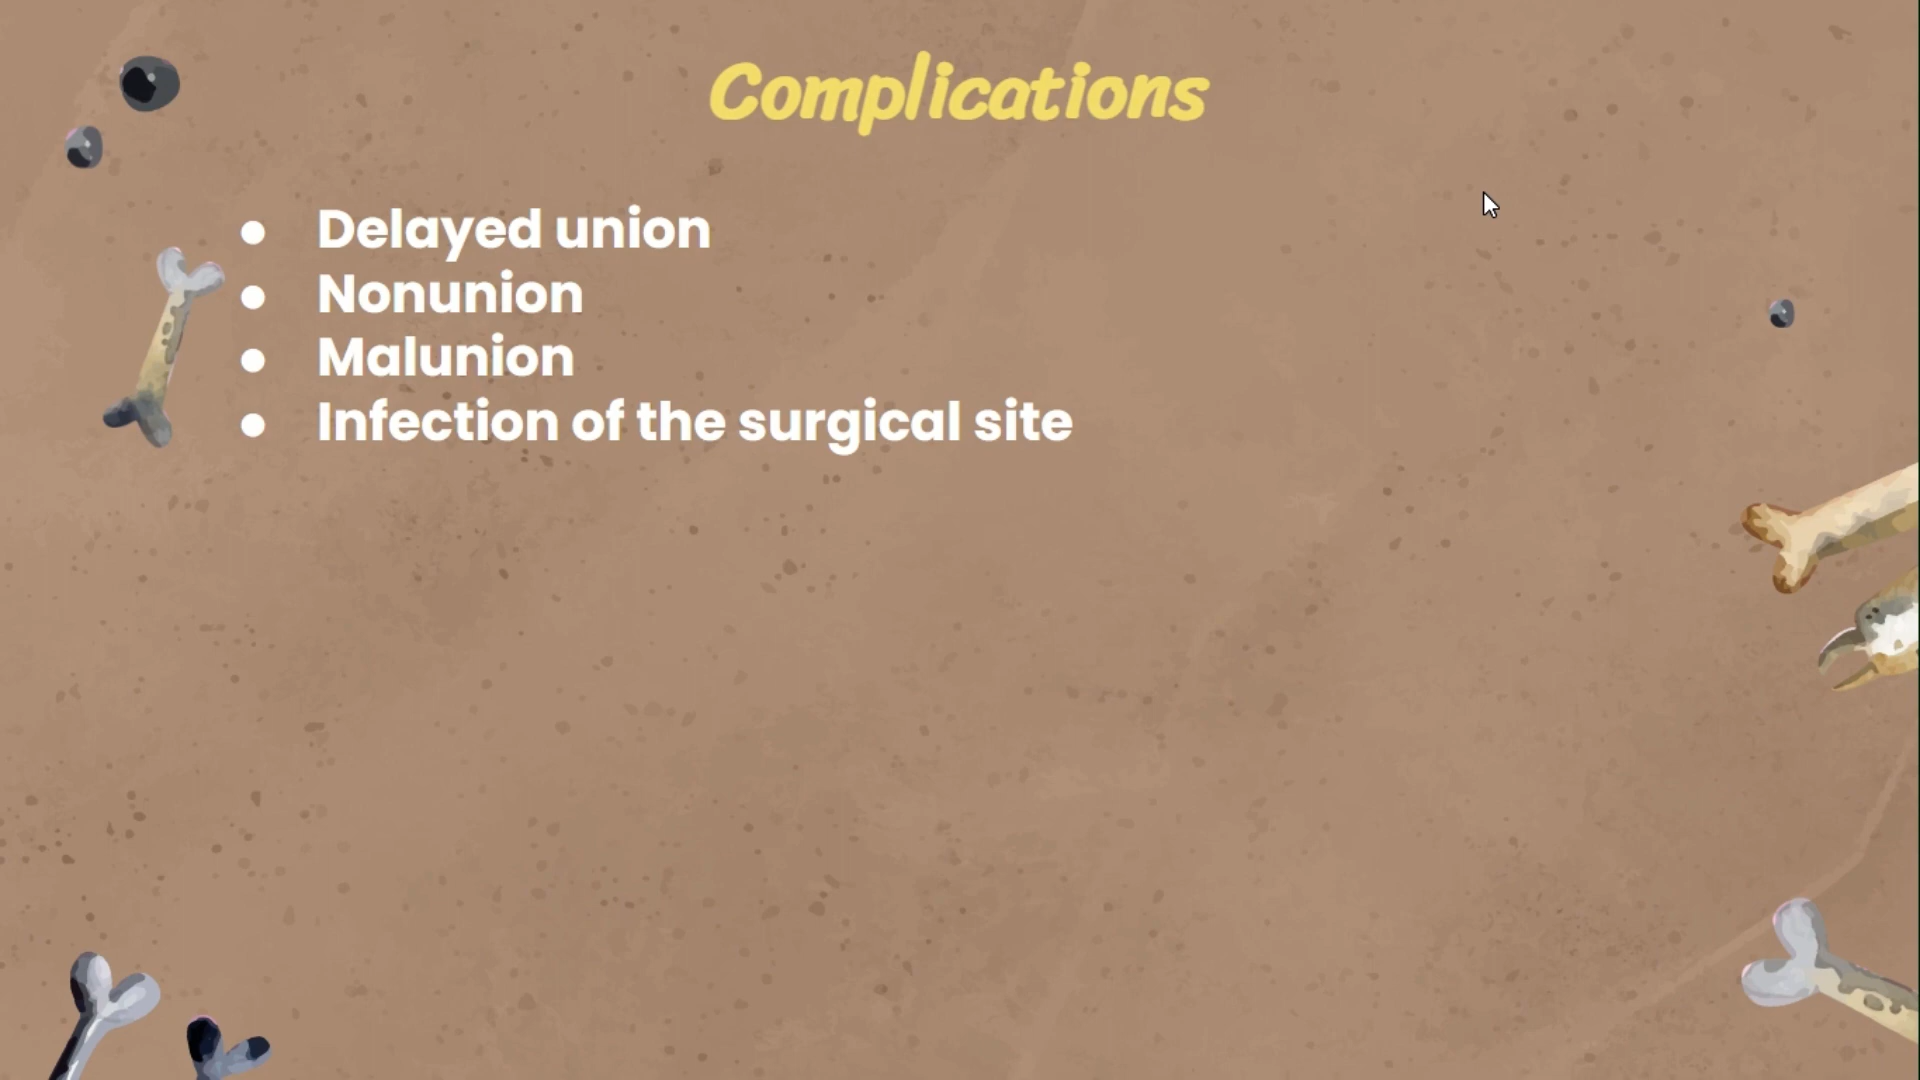 Complications
● Delayed union
● Nonunion
● Malunion
● Infection of the surgical site